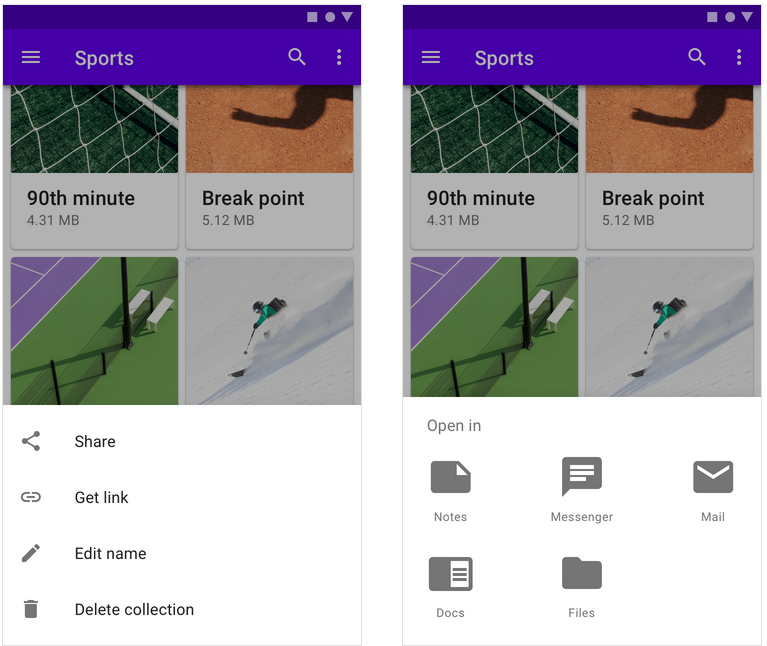 Sports
90th minute
4.31 MB
Break point
5.12 MB
Share
Get link
Edit name
Delete collection
Sports
90th minute
4.31 MB
Break point
5.12 MB
Open in
Notes
Messenger
Mail
Docs
Files